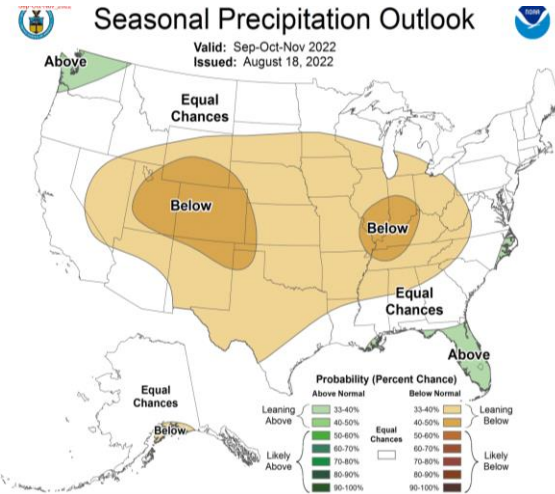 Seasonal Precipitation Outlook
Valid: Sep-Oct-Nov 2022
Issued: August 18, 2022
NOAA
Above
Equal
Chances
Below
Below
Equal
Chances
Above
Equal
Chances
Below
Probability (Percent Chance)
Above Normal
Below Normal
Leaning
Above
33-40%
40-50%
Likely
Above
50-60%
60-70%
70-80%
80-90%
90-100%
Equal
Chances
33-40%
40-50%
Leaning
Below
50-60%
60-70%
70-80%
80-90%
90-100%
Likely
Below